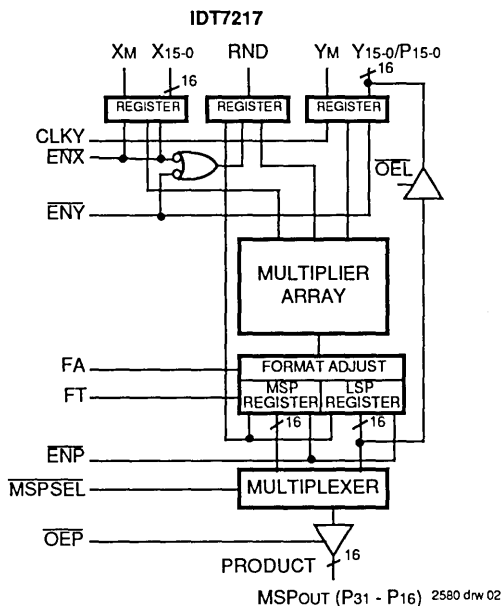 IDT7217
XM X15-0 RND YM Y15-0/P15-0
16 16
REGISTER REGISTER REGISTER
CLKY
ENX
OEL
ENY
MULTIPLIER
ARRAY
FA FORMAT ADJUST
FT MSP REGISTER LSP REGISTER
16 16
ENP
MSPSEL MULTIPLEXER
OEP
PRODUCT 16
MSPOUT (P31 - P16) 2580 drw 02